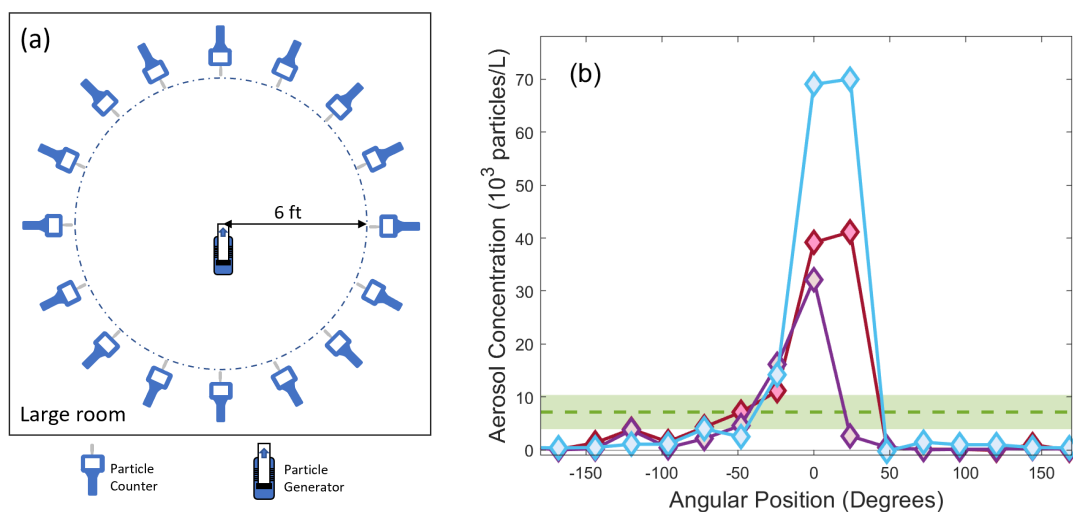 (a)
6 ft
Large room
Particle
Counter
Particle
Generator
(b)
Aerosol Concentration (10³ particles/L)
70
60
50
40
30
20
10
0
-150
-100
-50
0
50
100
150
Angular Position (Degrees)